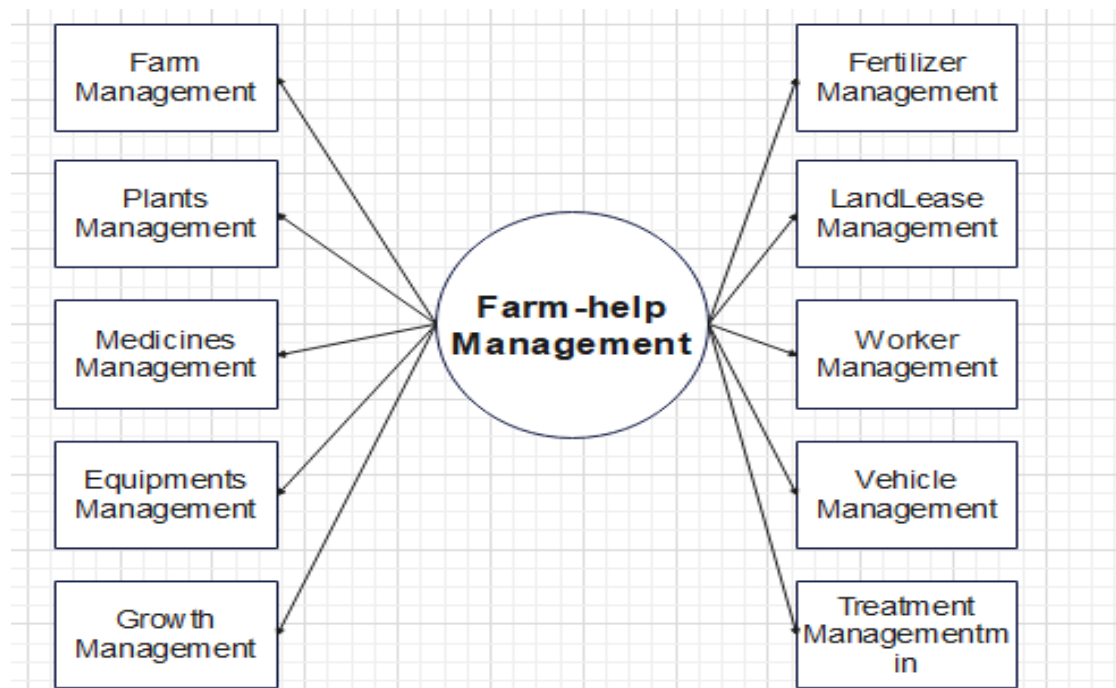 Farm
Management
Plants
Management
Medicines
Management
Equipments
Management
Growth
Management
Farm-help
Management
Fertilizer
Management
LandLease
Management
Worker
Management
Vehicle
Management
Treatment
Managementm
in